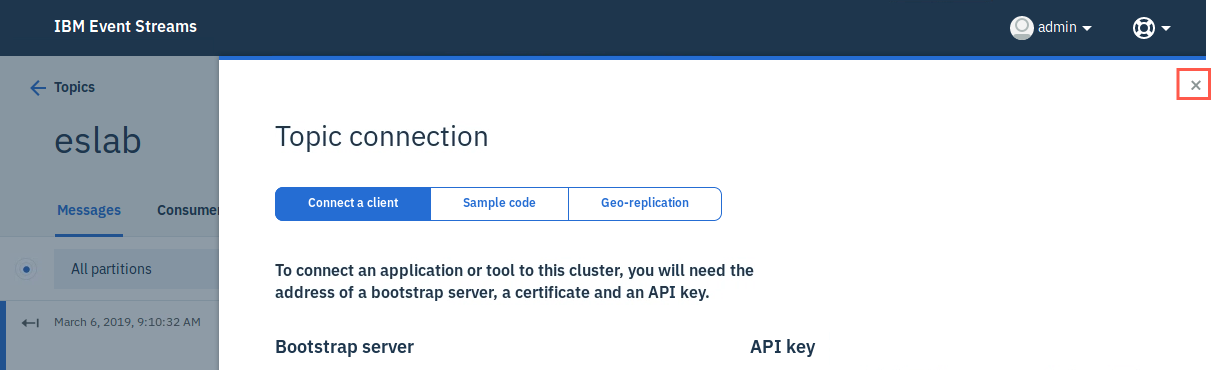 IBM Event Streams
admin
Topics
eslab
Messages
Consume
All partitions
March 6, 2019, 9:10:32 AM
Topic connection
Connect a client
Sample code
Geo-replication
To connect an application or tool to this cluster, you will need the
address of a bootstrap server, a certificate and an API key.
Bootstrap server
API key